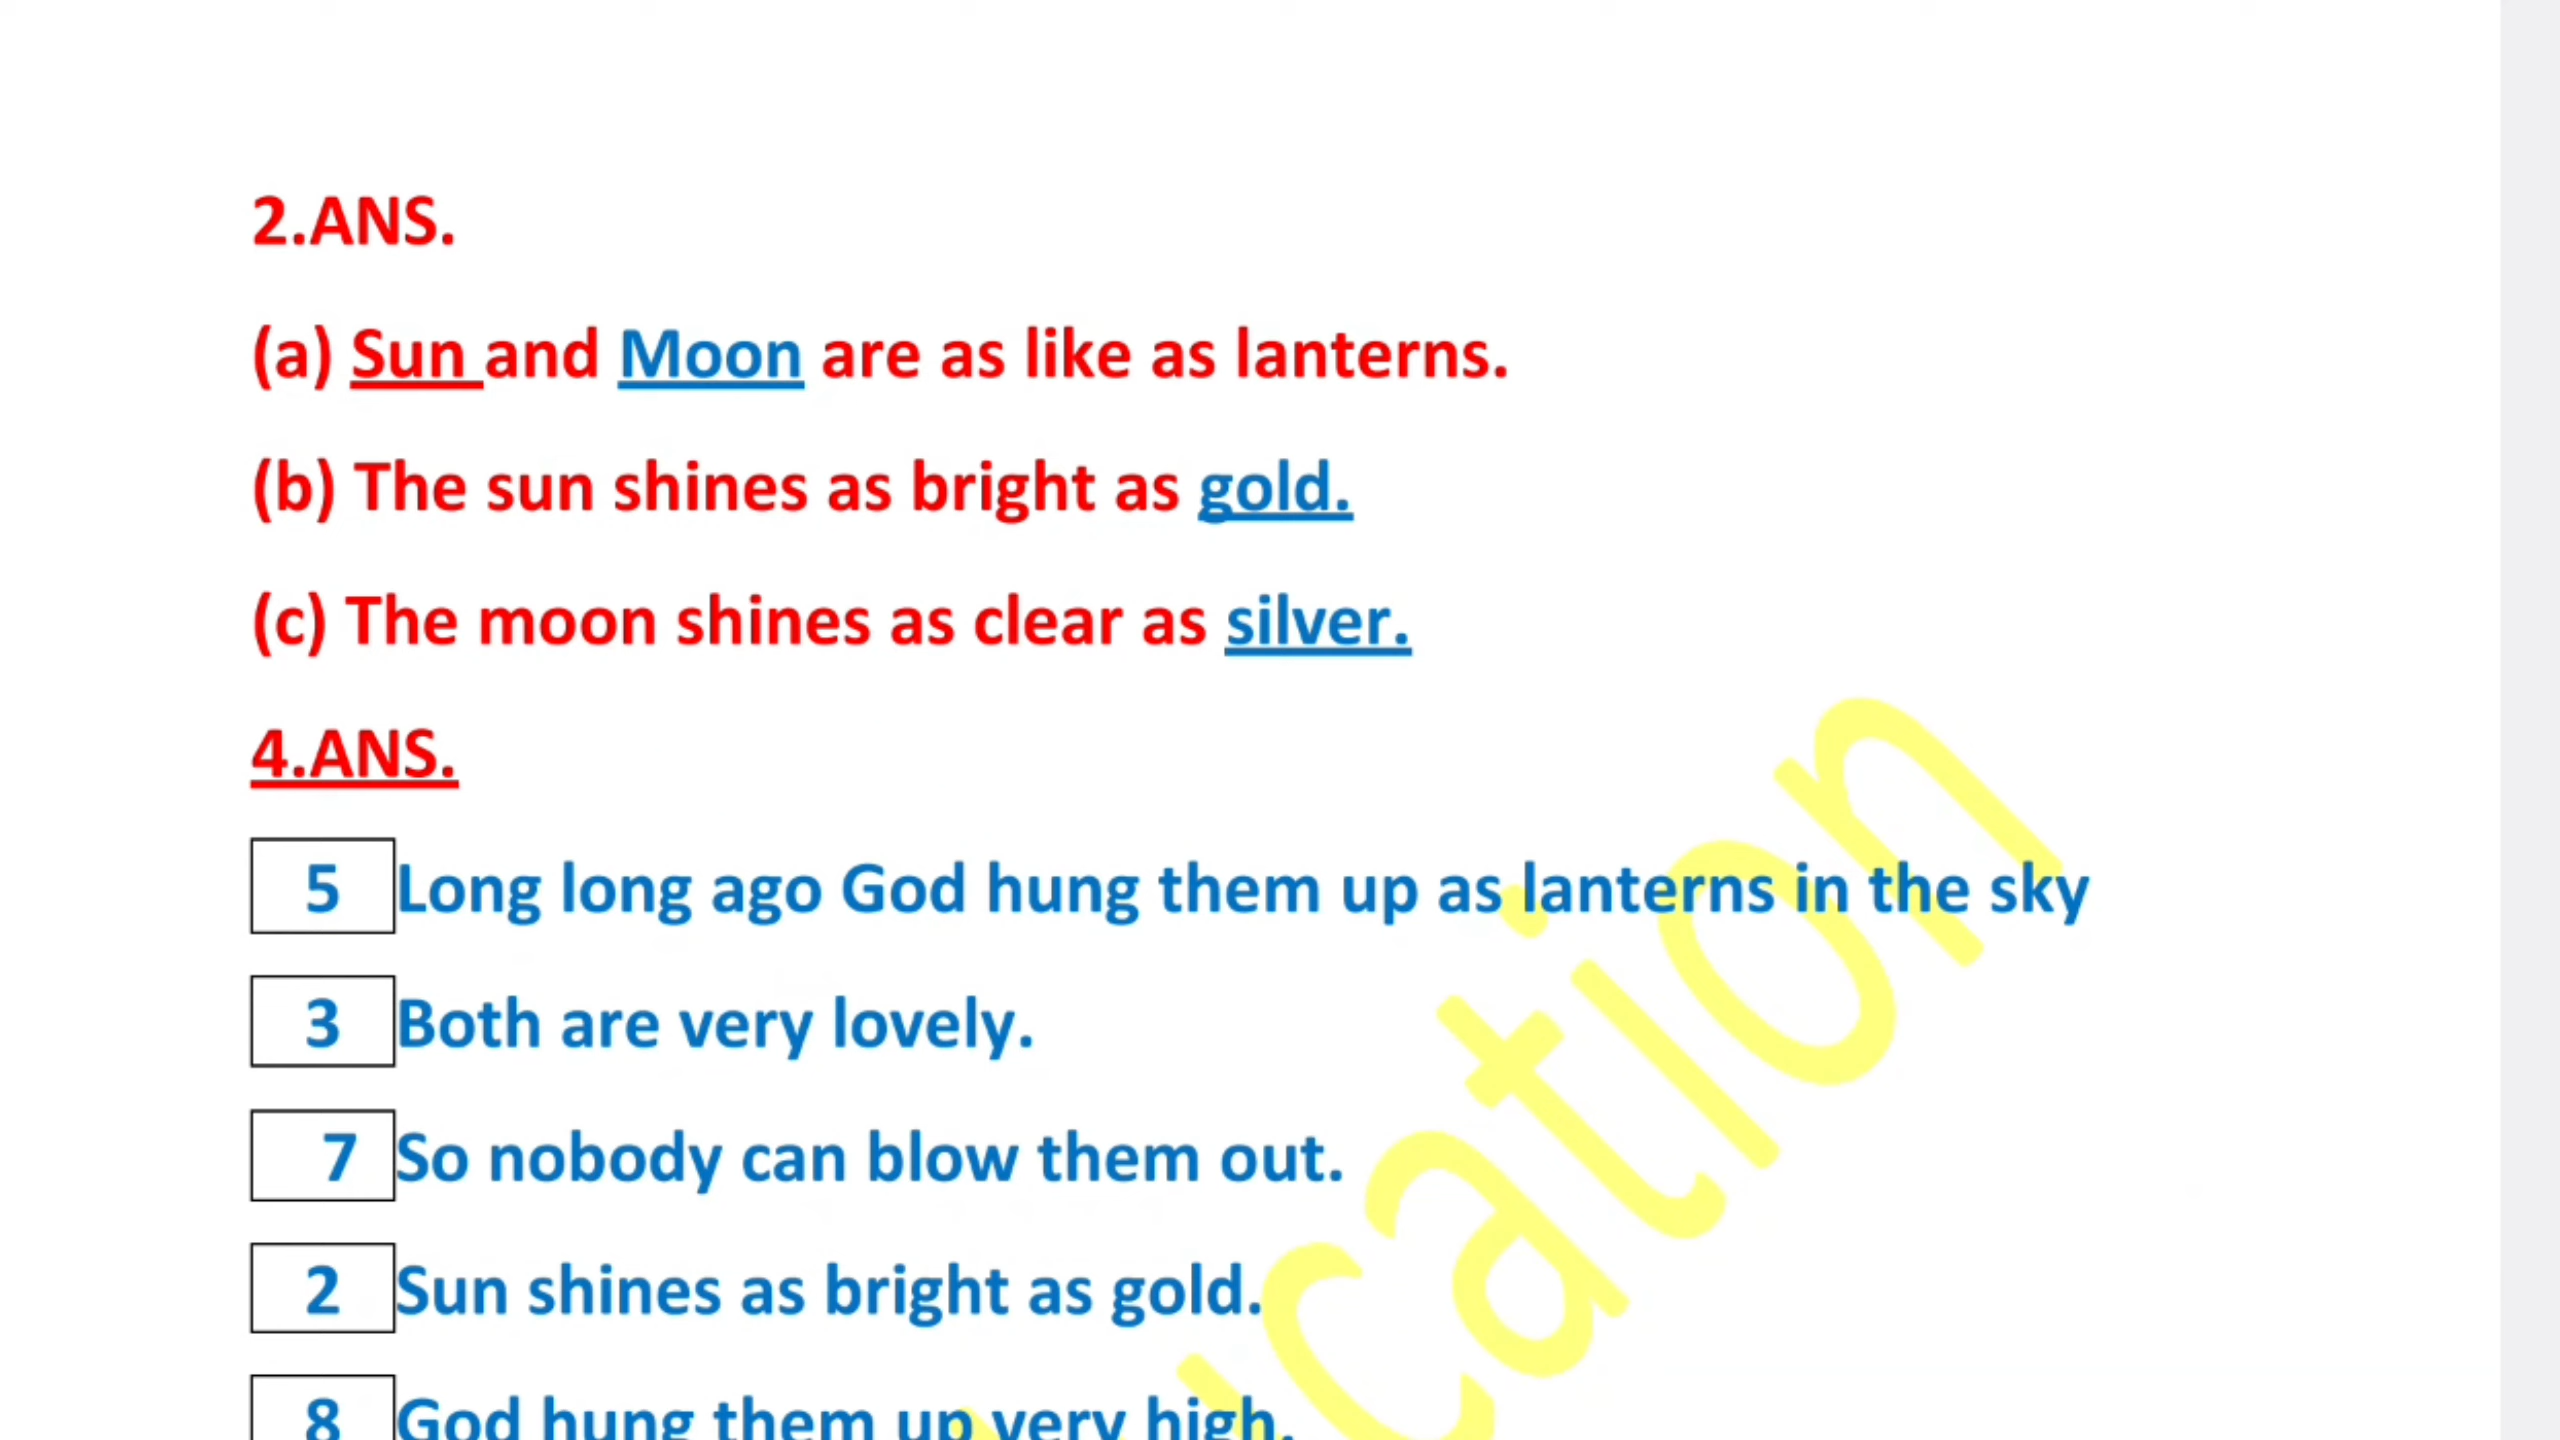 2.ANS.
(a) Sun and Moon are as like as lanterns.
(b) The sun shines as bright as gold.
(c) The moon shines as clear as silver.
4.ANS.
5 Long long ago God hung them up as lanterns in the sky
3 Both are very lovely.
7 So nobody can blow them out.
2 Sun shines as bright as gold.
8 God hung them up very high.